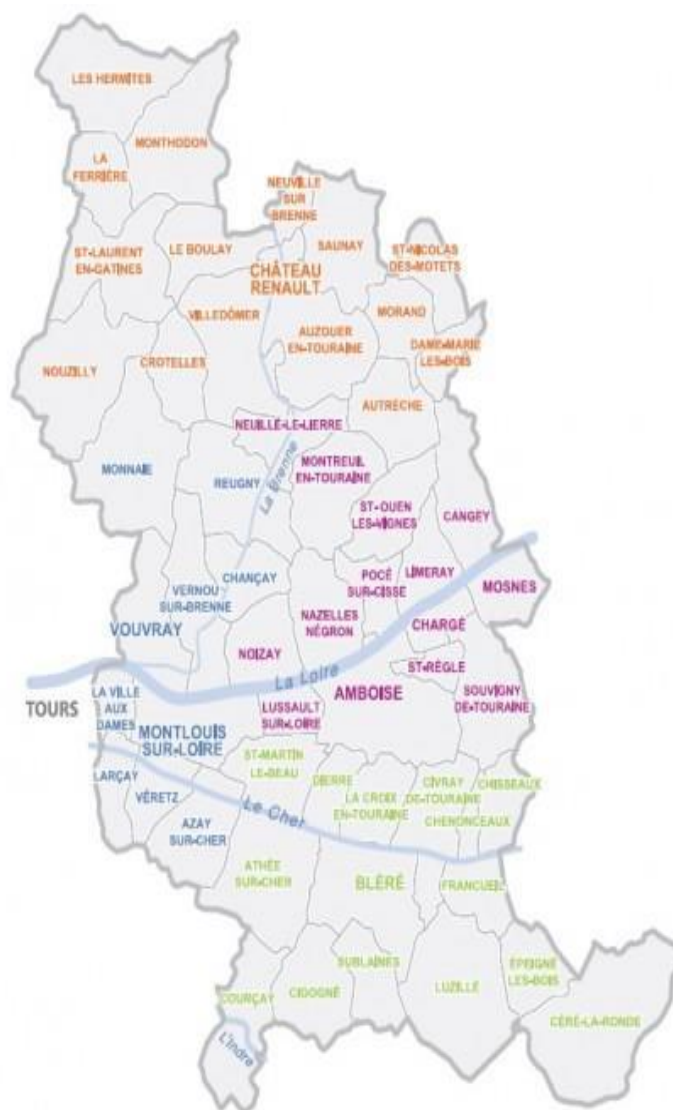 LES HERMITES
MONTHODON
LA
FERRIÈRE
NEUVILLE
SUR
BRENNE
ST-LAURENT
EN-GATINES
LE BOULAY
SAUNAY
ST-NICOLAS
DES-MOTETS
CHÂTEAU
RENAULT
VILLEDÔMER
MORAND
AUZOUER
EN-TOURAINE
DAME-MARIE
LES-BOIS
NOUZILLY
CROTELLES
AUTRÈCHE
NEUILLÉ-LE-LIERRE
MONNAIE
REUGNY
La Brenne
MONTREUIL
EN-TOURAINE
ST-OUEN
LES-VIGNES
CANGEY
VERNOU
SUR-BRENNE
CHANÇAY
POCÉ
SUR-CISSE
LIMERAY
MOSNES
VOUVRAY
NAZELLES
NÉGRON
CHARGÉ
NOIZAY
La Loire
ST-RÈGLE
TOURS
LA VILLE
AUX
DAMES
AMBOISE
SOUVIGNY
DE-TOURAINE
LUSSAULT
SUR-LOIRE
MONTLOUIS
SUR-LOIRE
ST-MARTIN
LE-BEAU
LARÇAY
VÉRETZ
DIERRE
LA CROIX
EN-TOURAINE
CIVRAY
DE-TOURAINE
CHISSEAUX
CHENONCEAUX
Le Cher
AZAY
SUR-CHER
ATHÉE
SUR-CHER
BLÉRÉ
FRANCUEIL
SUBLAINES
ÉPEIGNÉ
LES-BOIS
COURÇAY
CIGOGNÉ
LUZILLÉ
CÉRÉ-LA-RONDE
L'Indre